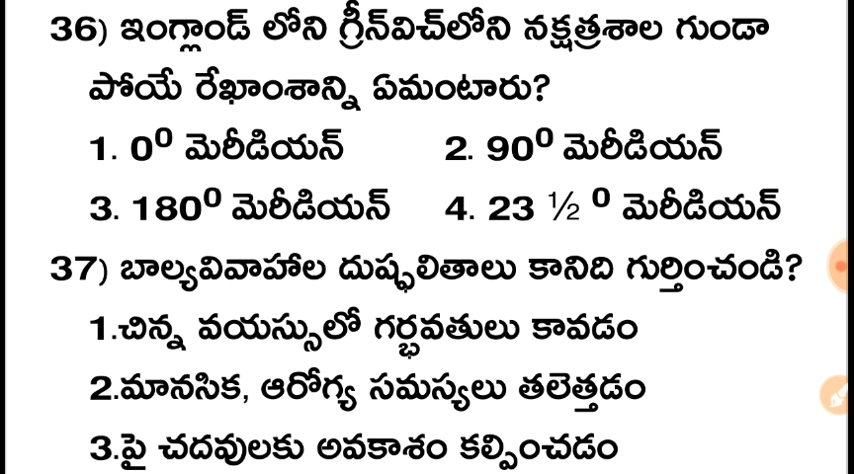 36) ఇంగ్లాండ్ లోని గ్రీన్‌విచ్‌లోని నక్షత్రశాల గుండా
పోయే రేఖాంశాన్ని ఏమంటారు?
1. 0⁰ మెరీడియన్ 2. 90⁰ మెరీడియన్
3. 180⁰ మెరీడియన్ 4. 23 ½ ⁰ మెరీడియన్
37) బాల్యవివాహాల దుష్ఫలితాలు కానిది గుర్తించండి?
1.చిన్న వయస్సులో గర్భవతులు కావడం
2.మానసిక, ఆరోగ్య సమస్యలు తలెత్తడం
3.పై చదవులకు అవకాశం కల్పించడం